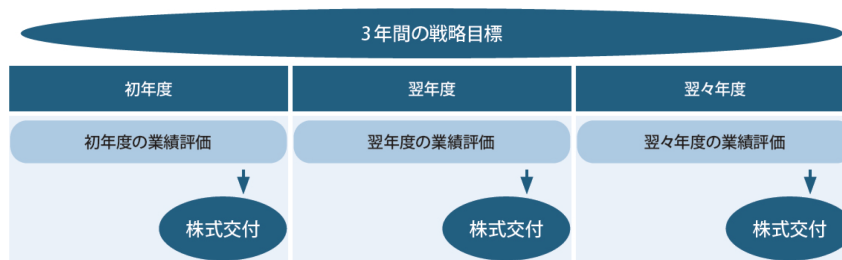 3年間の戦略目標
初年度 翌年度 翌々年度
初年度の業績評価 翌年度の業績評価 翌々年度の業績評価
株式交付 株式交付 株式交付